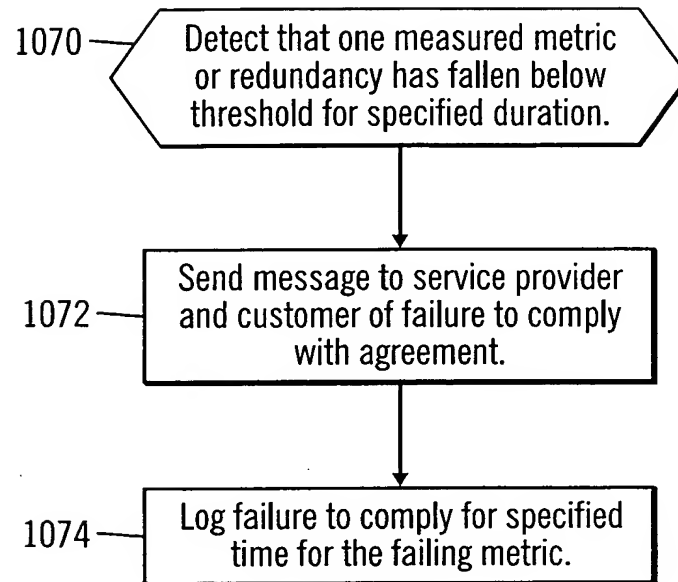 1070
Detect that one measured metric
or redundancy has fallen below
threshold for specified duration.
1072
Send message to service provider
and customer of failure to comply
with agreement.
1074
Log failure to comply for specified
time for the failing metric.